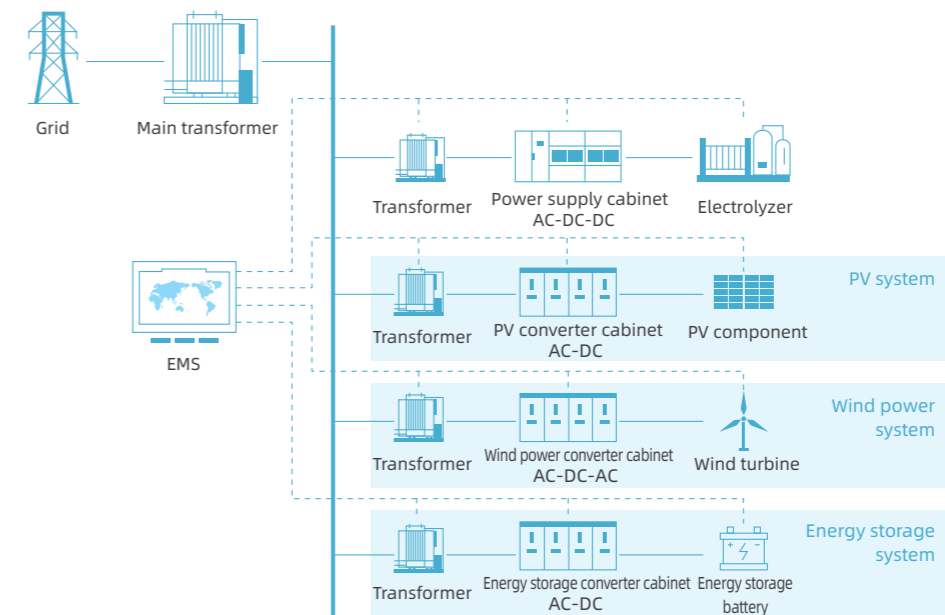 Grid
Main transformer
Transformer
Power supply cabinet
AC-DC-DC
Electrolyzer
EMS
PV system
Transformer
PV converter cabinet
AC-DC
PV component
Wind power
system
Transformer
Wind power converter cabinet
AC-DC-AC
Wind turbine
Energy storage
system
Transformer
Energy storage converter cabinet
AC-DC
Energy storage
battery